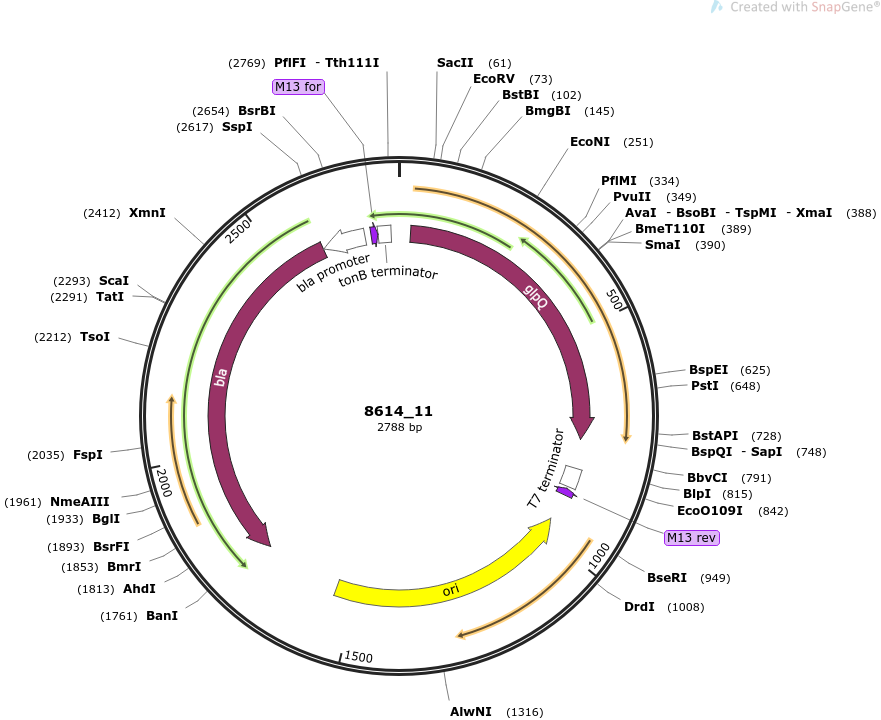 Created with SnapGene®
(2769) PflFI - Tth111I
M13 for
(2654) BsrBI
(2617) SspI
SacII (61)
EcoRV (73)
BstBI (102)
BmgBI (145)
EcoNI (251)
PflMI (334)
PvuII (349)
AvaI - BsoBI - TspMI - XmaI (388)
BmeT110I (389)
SmaI (390)
(2412) XmnI
2500
bla promoter
tonB terminator
glpQ
500
(2293) ScaI
(2291) TatI
(2212) TsoI
bla
BspEI (625)
PstI (648)
8614_11
2788 bp
BstAPI (728)
BspQI - SapI (748)
(2035) FspI
2000
T7 terminator
BbvCI (791)
BlpI (815)
EcoO109I (842)
(1961) NmeAIII
(1933) BglI
M13 rev
(1893) BsrFI
(1853) BmrI
(1813) AhdI
(1761) BanI
1000
BseRI (949)
DrdI (1008)
ori
1500
AlwNI (1316)